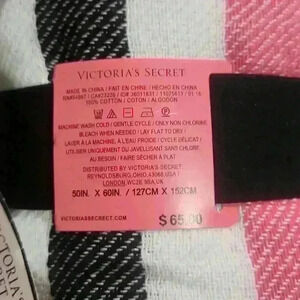 VICTORIA'S SECRET
MADE IN CHINA / FAIT EN CHINE / HECHO EN CHINA
100% COTTON / COTON / ALGODON
MACHINE WASH COLD / GENTLE CYCLE / ONLY NON CHLORINE
BLEACH WHEN NEEDED / LAY FLAT TO DRY /
LAVER A LA MACHINE, À L'EAU FROIDE / CYCLE DÉLICAT /
UTILISER UNIQUEMENT DU JAVELLISANT SANS CHLORE,
AU BESOIN / FAIRE SÉCHER À PLAT
DISTRIBUTED BY VICTORIA'S SECRET
REYNOLDSBURG, OHIO, 43068, USA /
LONDON, WC2E 9BA, UK
50IN. X 60IN. / 127CM X 152CM
VICTORIASSECRET.COM
$65.00
VICTORIA'S
SECRET